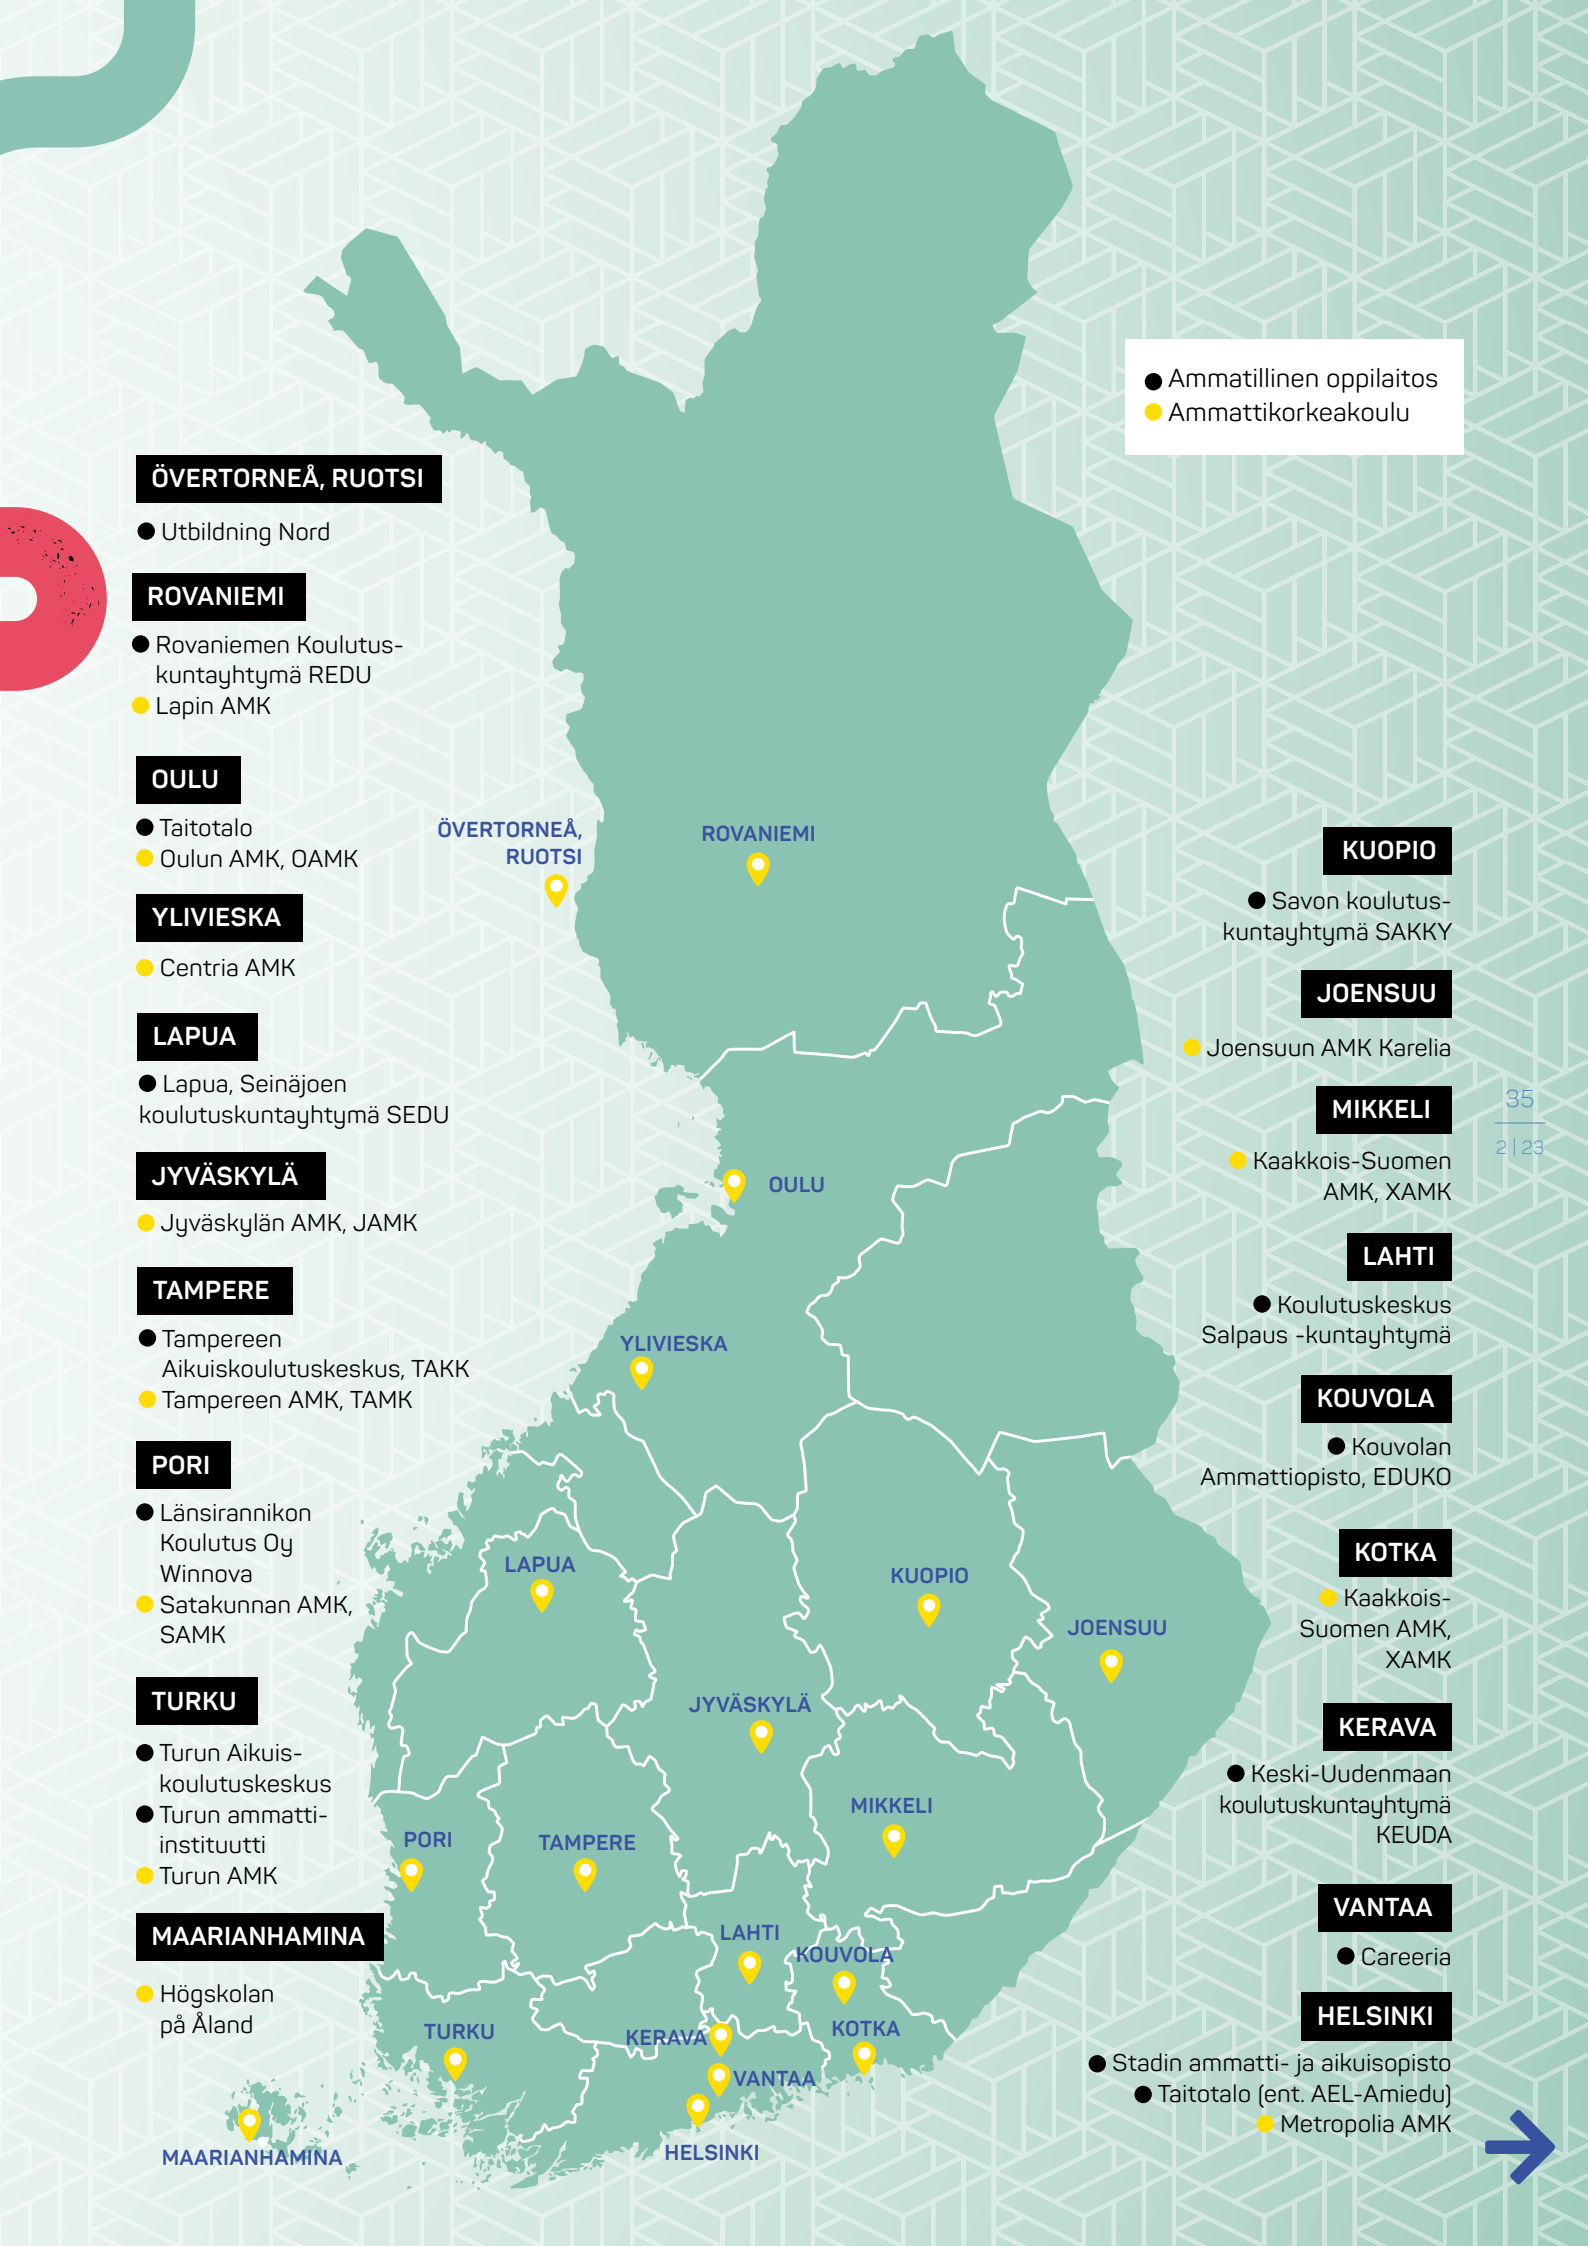 Ammatillinen oppilaitos
Ammattikorkeakoulu
ÖVERTORNEÅ, RUOTSI
Utbildning Nord
ROVANIEMI
Rovaniemen Koulutus-
kuntayhtymä REDU
Lapin AMK
OULU
Taitotalo
Oulun AMK, OAMK
YLIVIESKA
Centria AMK
LAPUA
Lapua, Seinäjoen
koulutuskuntayhtymä SEDU
JYVÄSKYLÄ
Jyväskylän AMK, JAMK
TAMPERE
Tampereen
Aikuiskoulutuskeskus, TAKK
Tampereen AMK, TAMK
PORI
Länsirannikon
Koulutus Oy
Winnova
Satakunnan AMK,
SAMK
TURKU
Turun Aikuis-
koulutuskeskus
Turun ammatti-
instituutti
Turun AMK
MAARIANHAMINA
Högskolan
på Åland
ÖVERTORNEÅ,
RUOTSI
ROVANIEMI
OULU
YLIVIESKA
LAPUA
KUOPIO
JOENSUU
JYVÄSKYLÄ
MIKKELI
PORI
TAMPERE
LAHTI
KOUVOLA
TURKU
KERAVA
KOTKA
VANTAA
HELSINKI
MAARIANHAMINA
KUOPIO
Savon koulutus-
kuntayhtymä SAKKY
JOENSUU
Joensuun AMK Karelia
MIKKELI
Kaakkois-Suomen
AMK, XAMK
LAHTI
Koulutuskeskus
Salpaus -kuntayhtymä
KOUVOLA
Kouvolan
Ammattiopisto, EDUKO
KOTKA
Kaakkois-
Suomen AMK,
XAMK
KERAVA
Keski-Uudenmaan
koulutuskuntayhtymä
KEUDA
VANTAA
Careeria
HELSINKI
Stadin ammatti- ja aikuisopisto
Taitotalo (ent. AEL-Amiedu)
Metropolia AMK
35
2 | 23